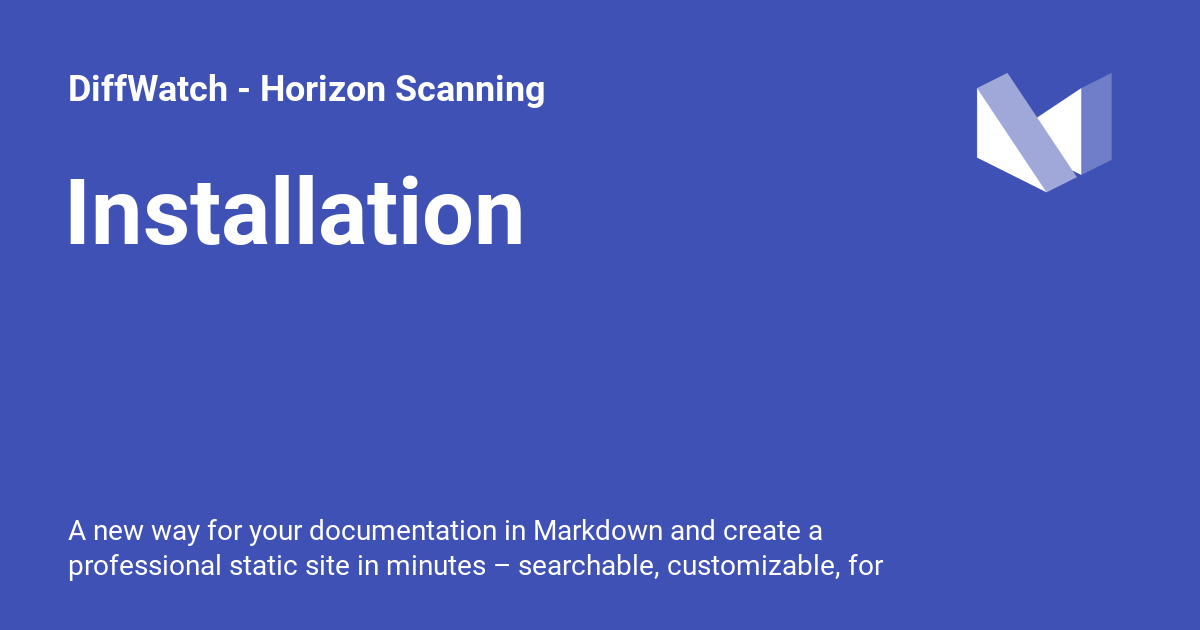 DiffWatch - Horizon Scanning
Installation
A new way for your documentation in Markdown and create a
professional static site in minutes – searchable, customizable, for